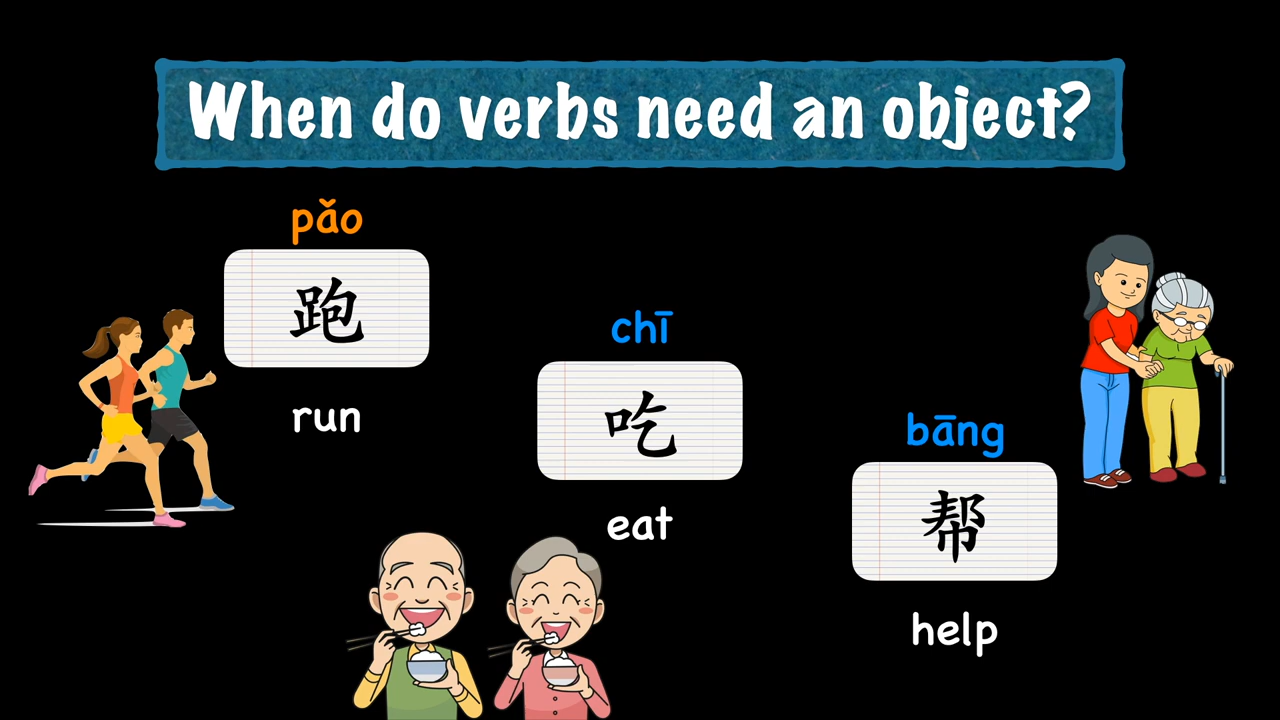 When do verbs need an object?
pǎo
跑
run
chī
吃
eat
bāng
帮
help